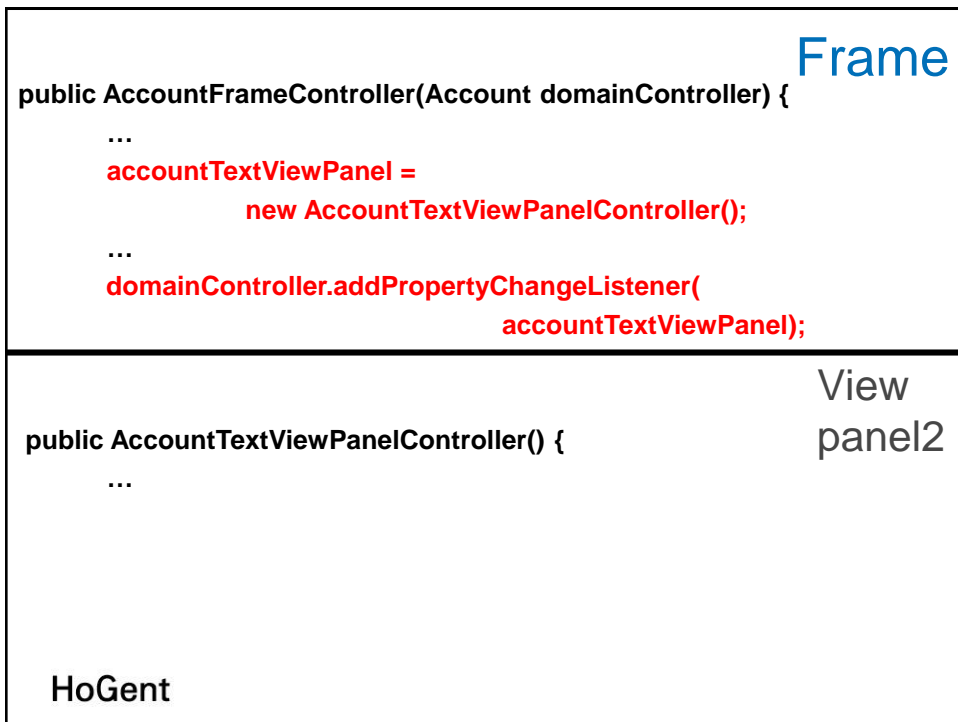 Frame
public AccountFrameController(Account domainController) {
…
accountTextViewPanel =
new AccountTextViewPanelController();
…
domainController.addPropertyChangeListener(
accountTextViewPanel);
View
panel2
public AccountTextViewPanelController() {
…
HoGent